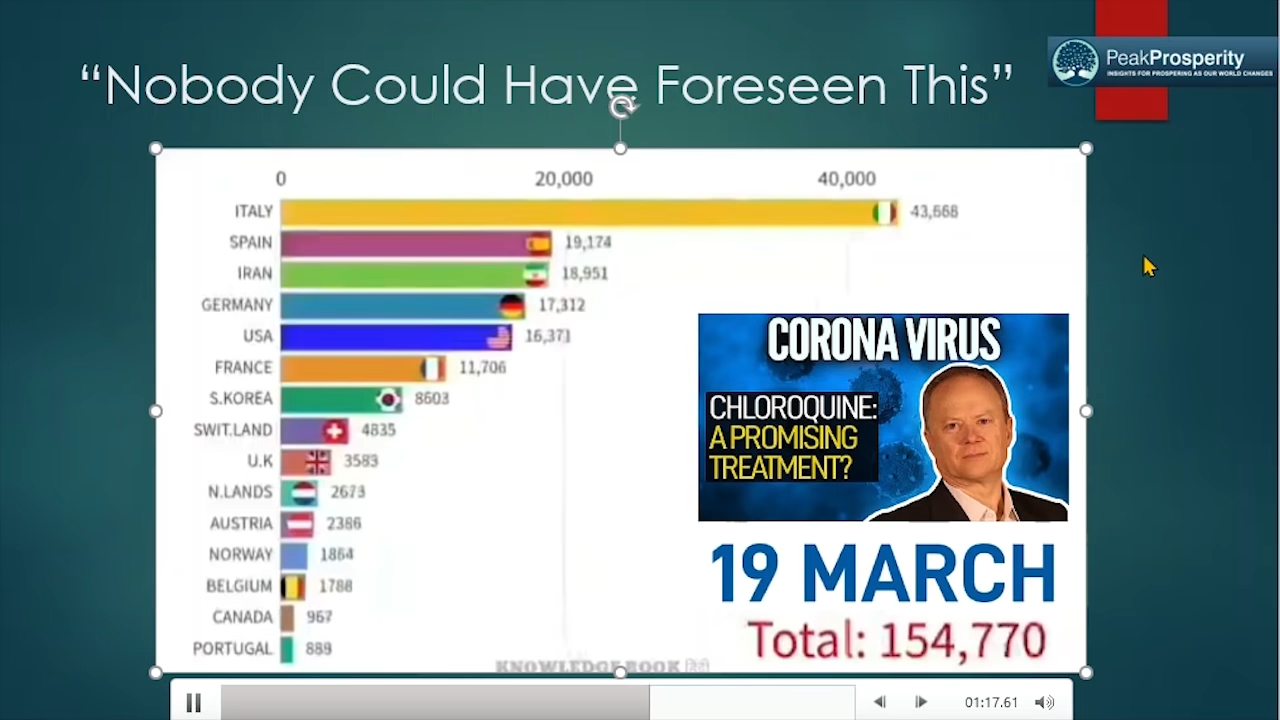 “Nobody Could Have Foreseen This”
PeakProsperity
INSIGHTS FOR PROSPERING AS OUR WORLD CHANGES
0 20,000 40,000
ITALY 43,668
SPAIN 19,174
IRAN 18,951
GERMANY 17,312
USA 16,371
FRANCE 11,706
S.KOREA 8603
SWIT.LAND 4835
U.K 3583
N.LANDS 2673
AUSTRIA 2386
NORWAY 1864
BELGIUM 1788
CANADA 967
PORTUGAL 889
CORONA VIRUS
CHLOROQUINE:
A PROMISING
TREATMENT?
19 MARCH
Total: 154,770
KNOWLEDGE BOOK
01:17.61